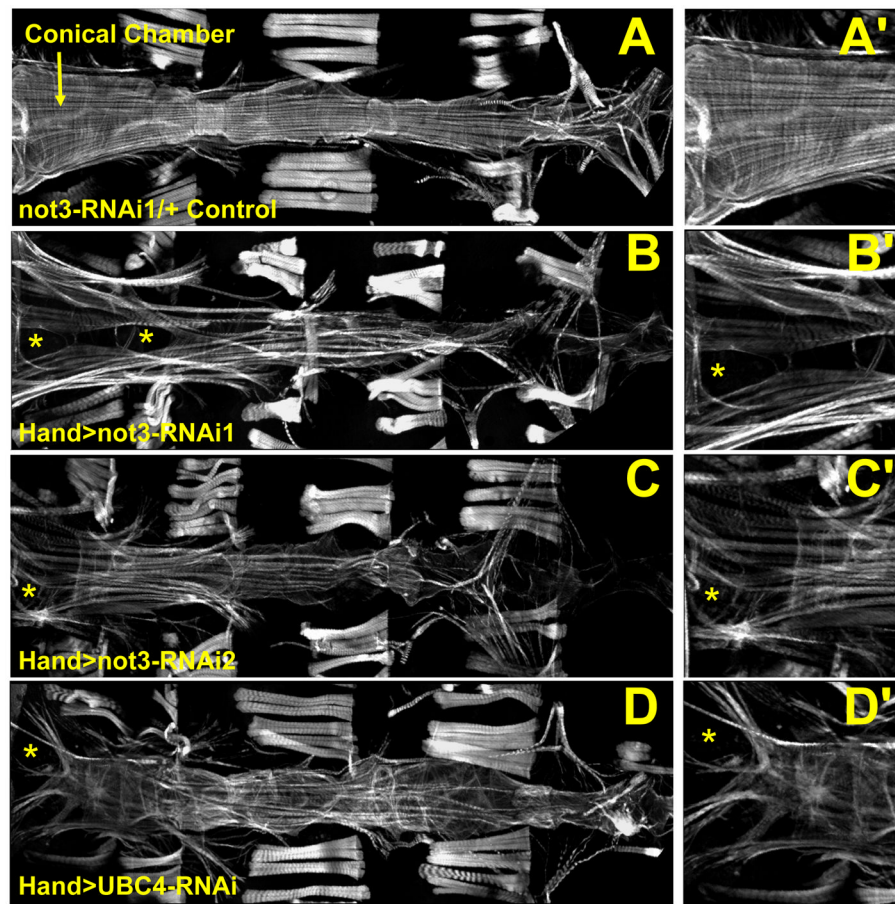 Conical Chamber
A
A'
not3-RNAi1/+ Control
B
B'
*
*
*
Hand>not3-RNAi1
C
C'
*
*
Hand>not3-RNAi2
D
D'
*
*
Hand>UBC4-RNAi